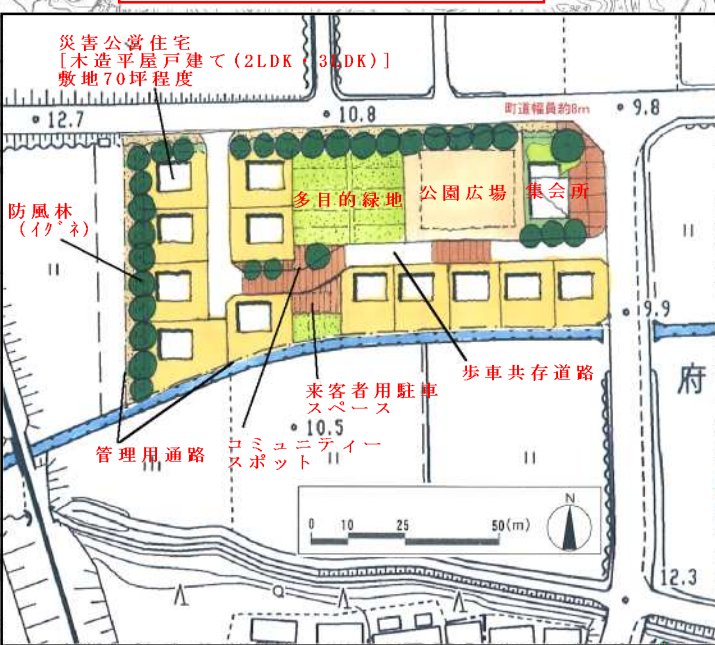 災害公営住宅
[木造平屋戸建て(2LDK・3LDK)]
敷地70坪程度
12.7
10.8
町道幅員約8m
9.8
防風林
(イグネ)
多目的緑地
公園広場
集会所
9.9
歩車共存道路
府
来客者用駐車
スペース
10.5
管理用通路
コミュニティー
スポット
N
0 10 25 50(m)
12.3